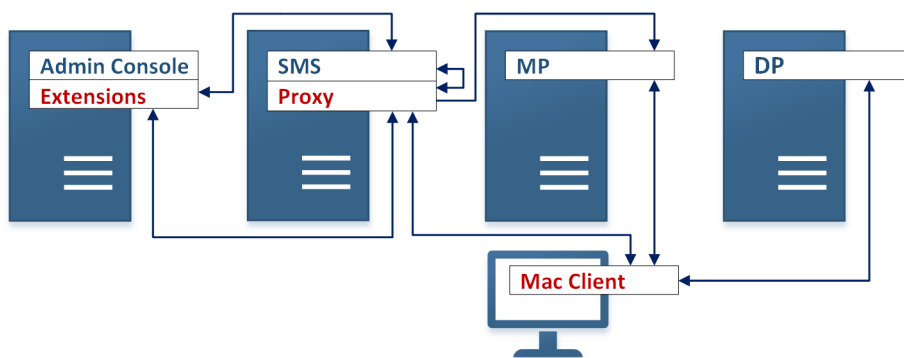 Admin Console
Extensions
SMS
Proxy
MP
DP
Mac Client